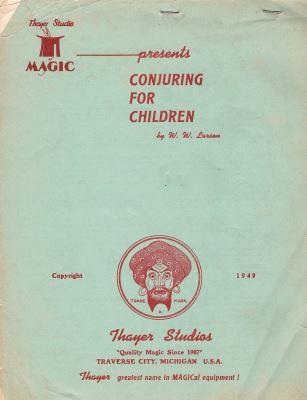 Thayer Studio
of
MAGIC
presents
CONJURING
FOR
CHILDREN
by W. W. Larsen
TRADE MARK
Copyright 1949
Thayer Studios
"Quality Magic Since 1907"
TRAVERSE CITY, MICHIGAN U.S.A.
Thayer greatest name in MAGICal equipment !